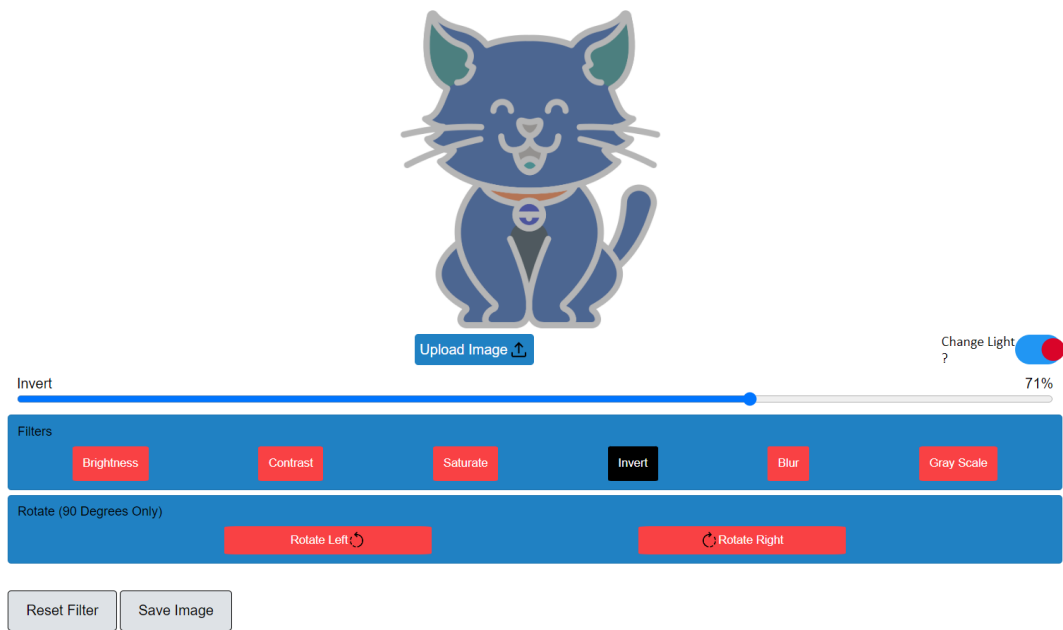 Upload Image
Change Light
?
Invert 71%
Filters
Brightness Contrast Saturate Invert Blur Gray Scale
Rotate (90 Degrees Only)
Rotate Left Rotate Right
Reset Filter Save Image